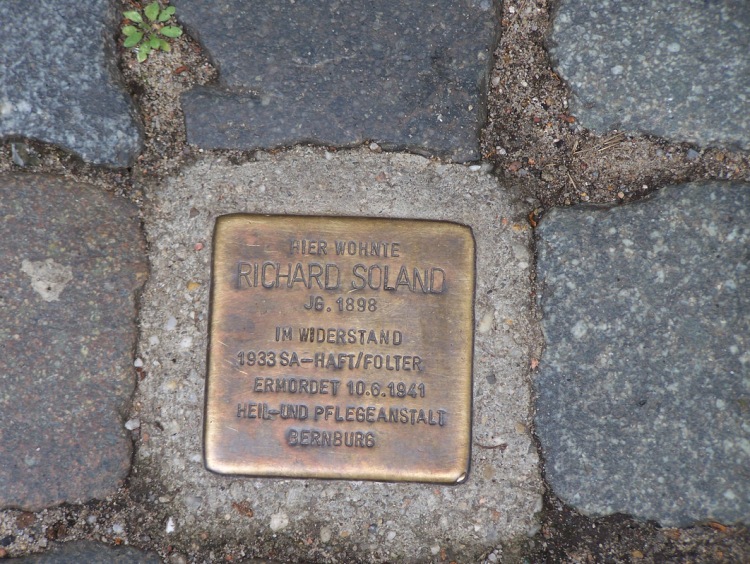 HIER WOHNTE
RICHARD SOLAND
JG. 1898
IM WIDERSTAND
1933 SA-HAFT/FOLTER
ERMORDET 10.6.1941
HEIL-UND PFLEGEANSTALT
BERNBURG